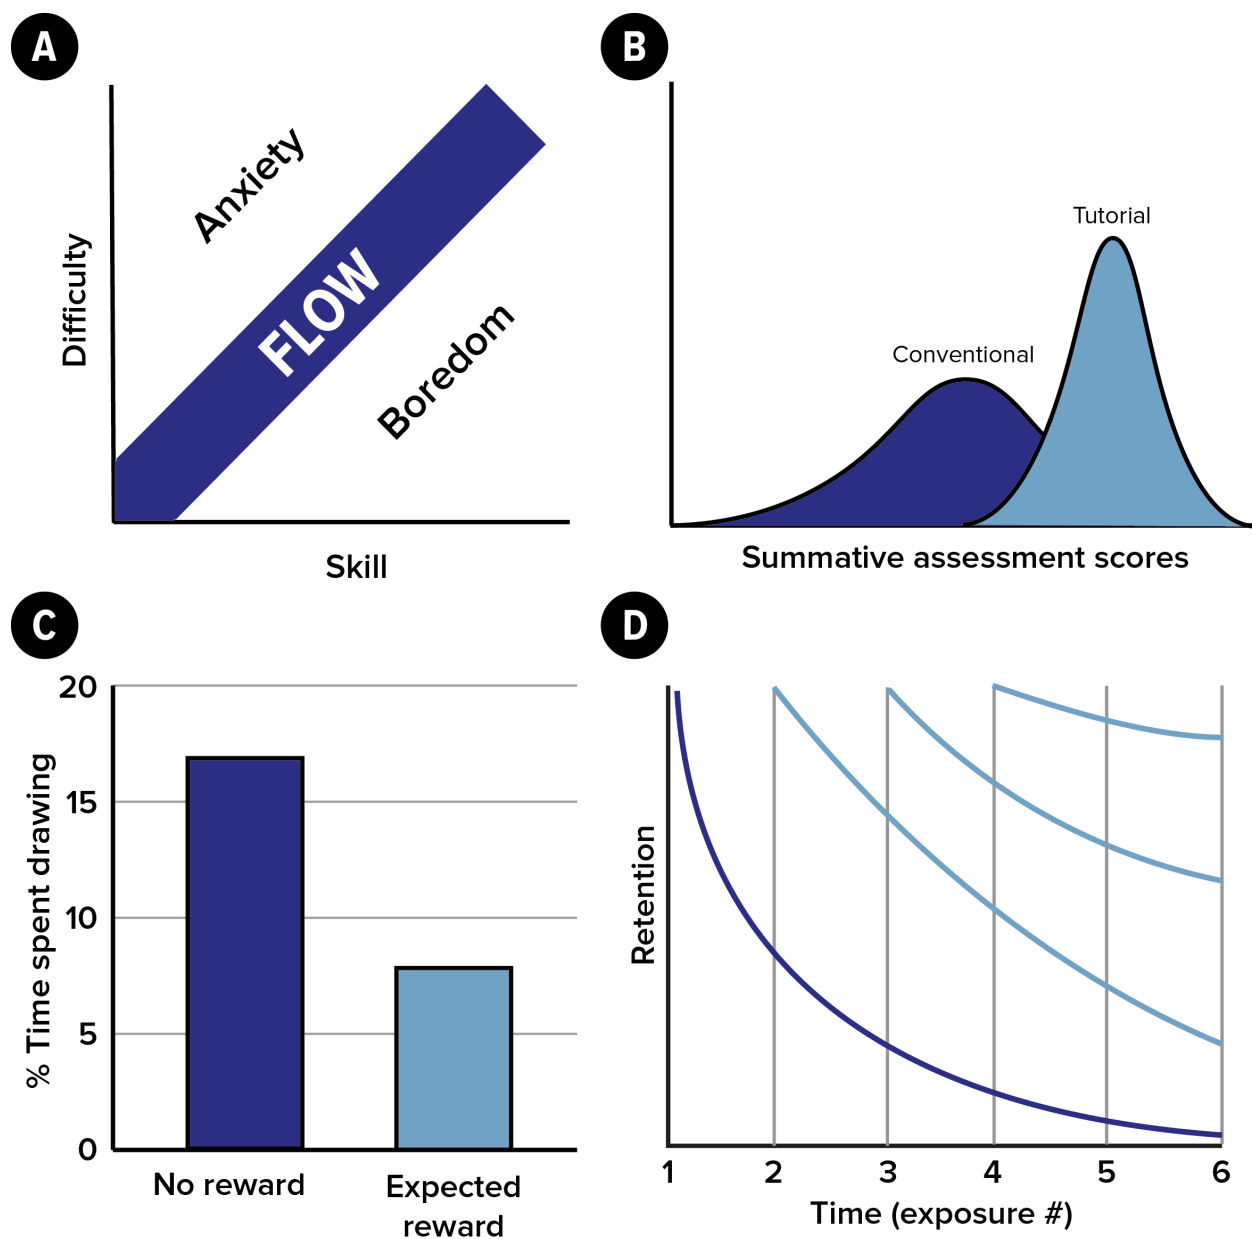 A
Difficulty
Anxiety
FLOW
Boredom
Skill
B
Conventional
Tutorial
Summative assessment scores
C
% Time spent drawing
20
15
10
5
0
No reward
Expected
reward
D
Retention
1 2 3 4 5 6
Time (exposure #)